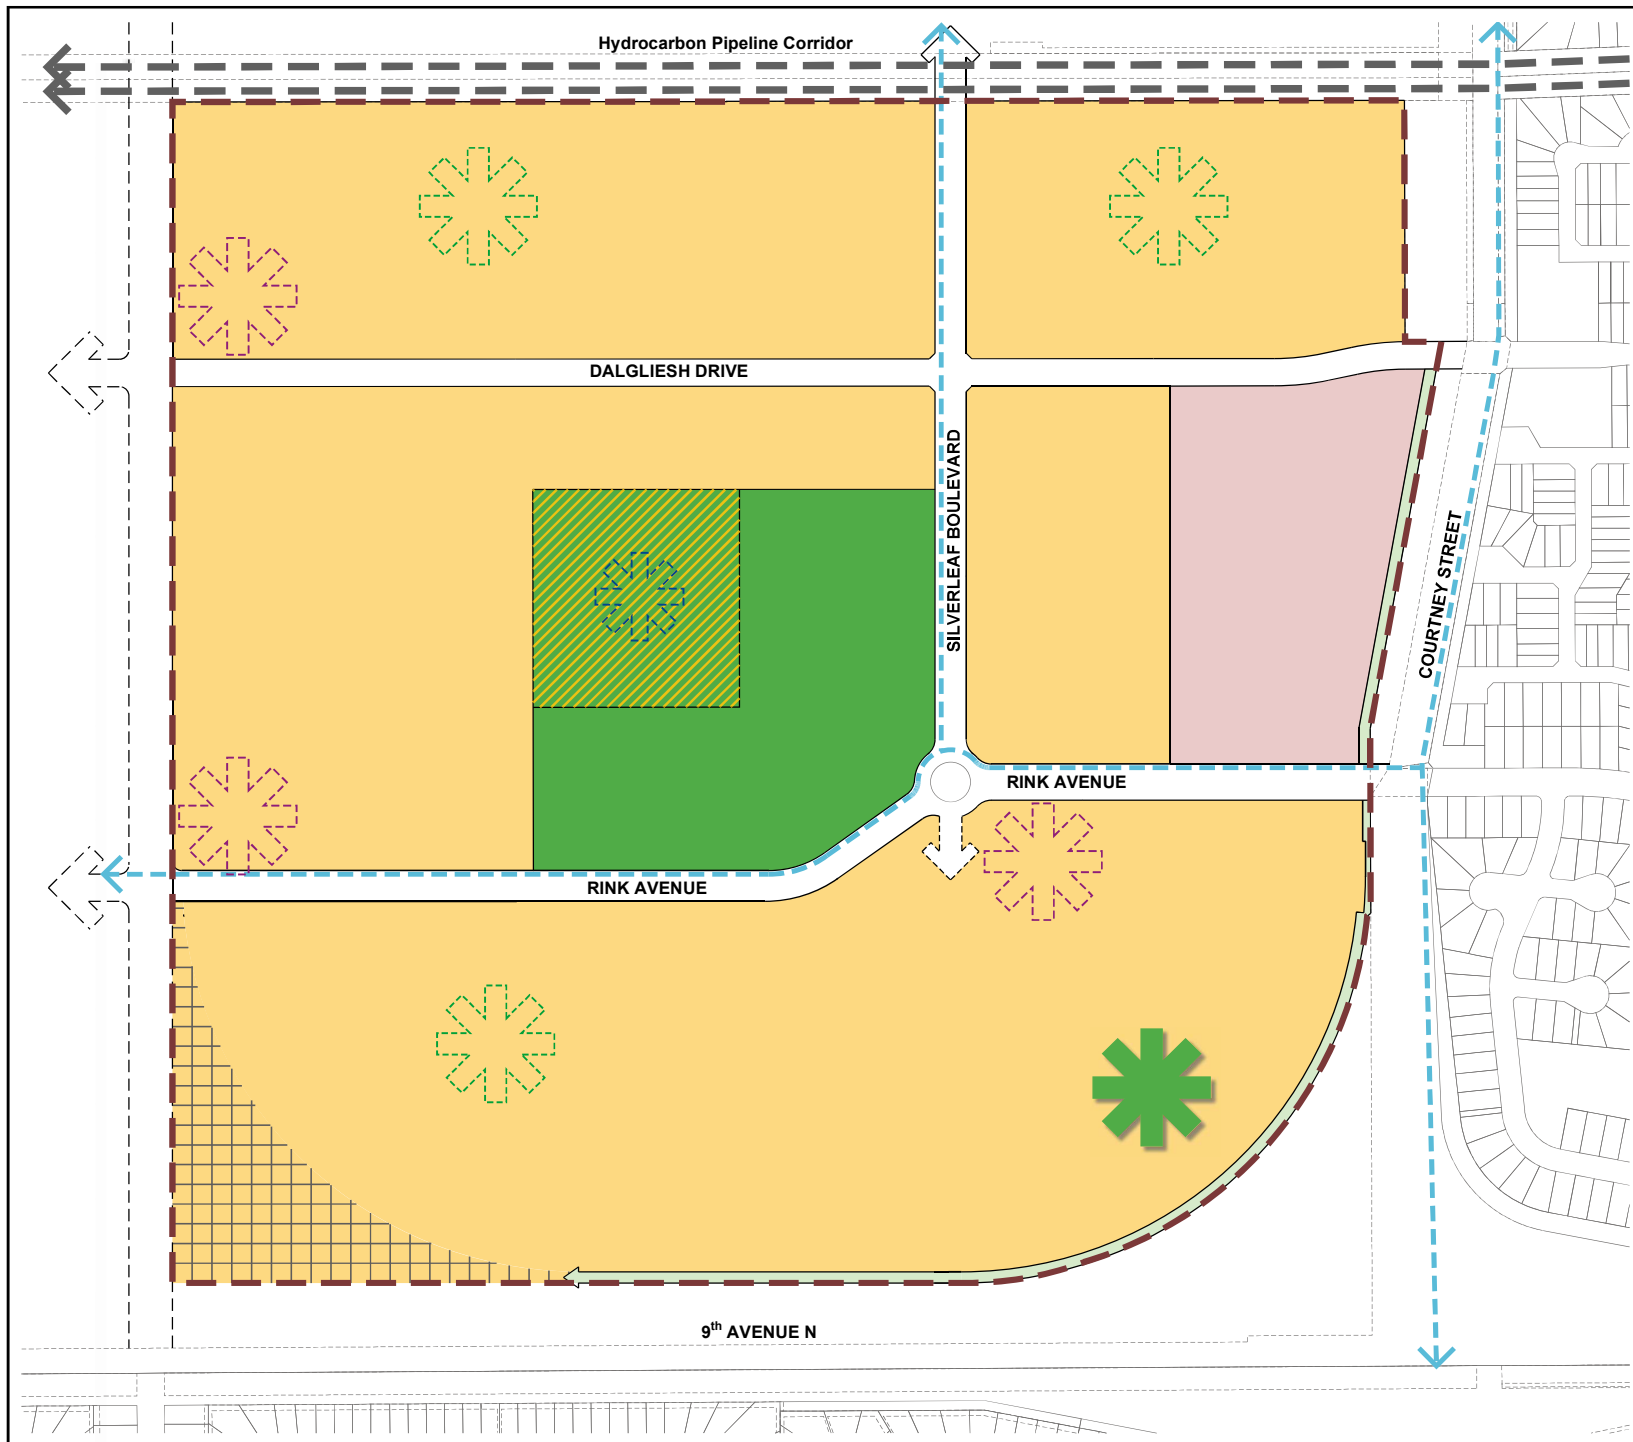 Hydrocarbon Pipeline Corridor
DALGLIESH DRIVE
SILVERLEAF BOULEVARD
COURTNEY STREET
RINK AVENUE
RINK AVENUE
9th AVENUE N